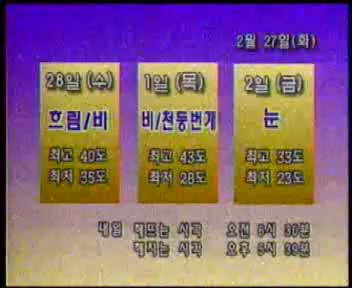 2월 27일(화)
28일 (수)
흐림/비
최고 40도
최저 35도
1일 (목)
비/천둥번개
최고 43도
최저 28도
2일 (금)
눈
최고 33도
최저 23도
내일 해뜨는 시각 오전 6시 30분
해지는 시각 오후 5시 39분